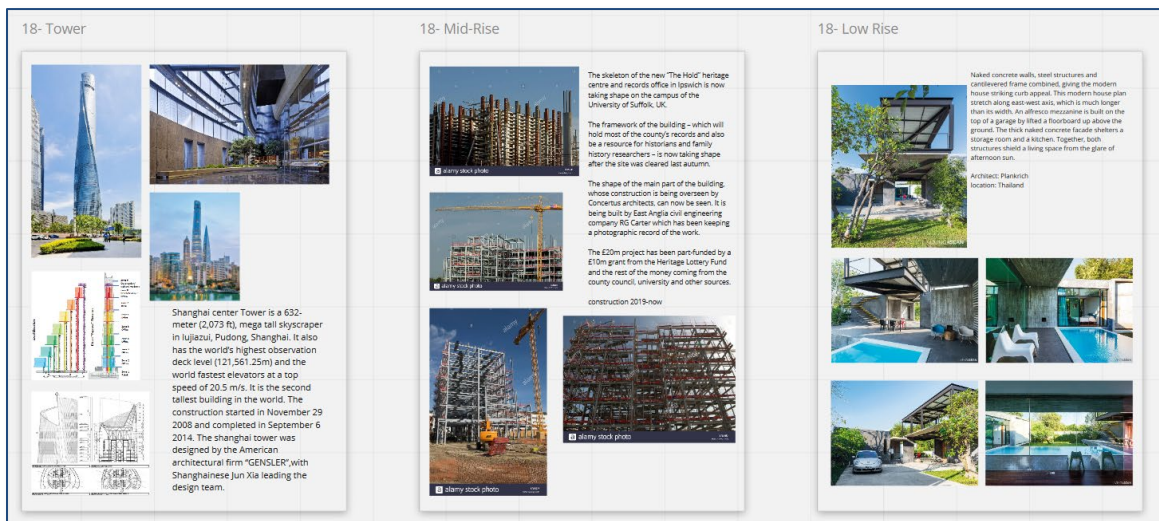 18- Tower
Shanghai center Tower is a 632-
meter (2,073 ft), mega tall skyscraper
in lujiazui, Pudong, Shanghai. It also
has the world's highest observation
deck level (121,561.25m) and the
world fastest elevators at a top
speed of 20.5 m/s. It is the second
tallest building in the world. The
construction started in November 29
2008 and completed in September 6
2014. The shanghai tower was
designed by the American
architectural firm "GENSLER",with
Shanghainese Jun Xia leading the
design team.
18- Mid-Rise
The skeleton of the new "The Hold" heritage
centre and records office in Ipswich is now
taking shape on the campus of the
University of Suffolk, UK.
The framework of the building – which will
hold most of the county's records and also
be a resource for historians and family
history researchers – is now taking shape
after the site was cleared last autumn.
The shape of the main part of the building,
whose construction is being overseen by
Concertus architects, can now be seen. It is
being built by East Anglia civil engineering
company RG Carter which has been keeping
a photographic record of the work.
The £20m project has been part-funded by a
£10m grant from the Heritage Lottery Fund
and the rest of the money coming from the
county council, university and other sources.
construction 2019-now
alamy stock photo
alamy stock photo
alamy stock photo
alamy stock photo
18- Low Rise
Naked concrete walls, steel structures and
cantilevered frame combined, giving the modern
house striking curb appeal. This modern house plan
stretch along east-west axis, which is much longer
than its width. An alfresco mezzanine is built on the
top of a garage by lifted a floorboard up above the
ground. The thick naked concrete facade shelters a
storage room and a kitchen. Together, both
structures shield a living space from the glare of
afternoon sun.
Architect: Plankrich
location: Thailand